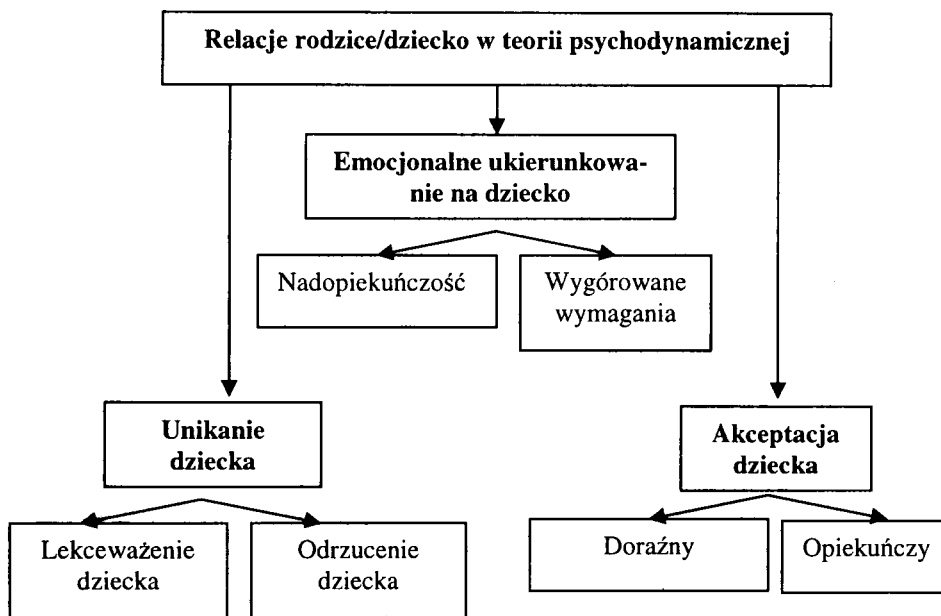 Relacje rodzice/dziecko w teorii psychodynamicznej
Emocjonalne ukierunkowa-
nie na dziecko
Nadopiekuńczość
Wygórowane
wymagania
Unikanie
dziecka
Akceptacja
dziecka
Lekceważenie
dziecka
Odrzucenie
dziecka
Doraźny
Opiekuńczy